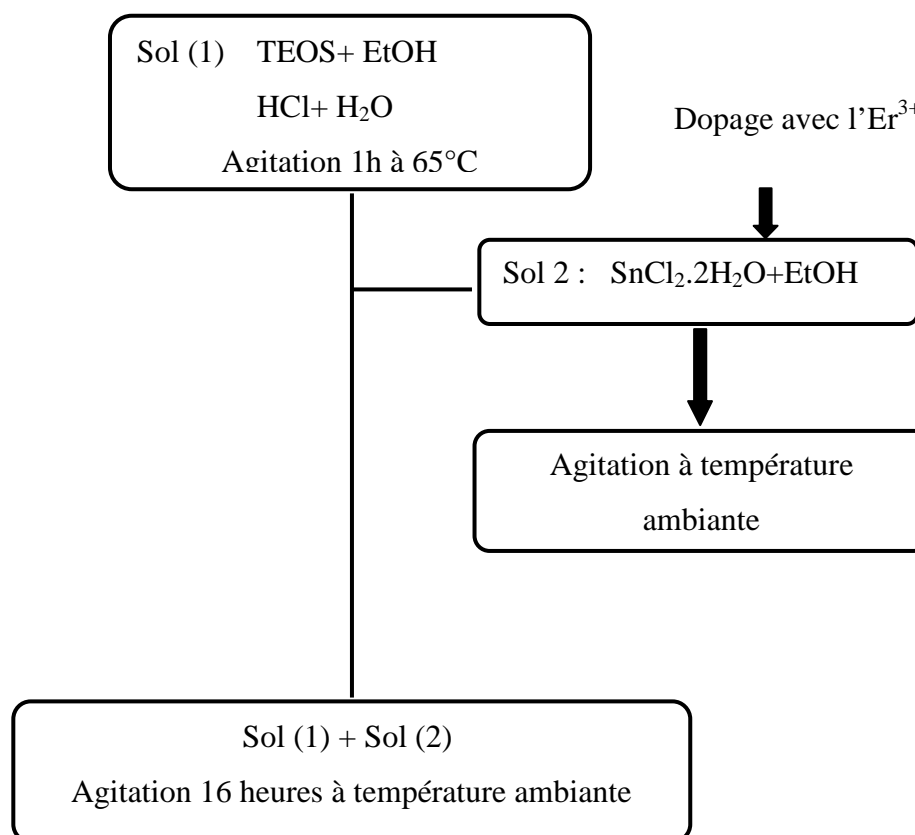 Sol (1) TEOS+ EtOH
HCl+ H₂O
Agitation 1h à 65°C
Dopage avec l’Er³⁺
Sol 2 : SnCl₂.2H₂O+EtOH
Agitation à température
ambiante
Sol (1) + Sol (2)
Agitation 16 heures à température ambiante